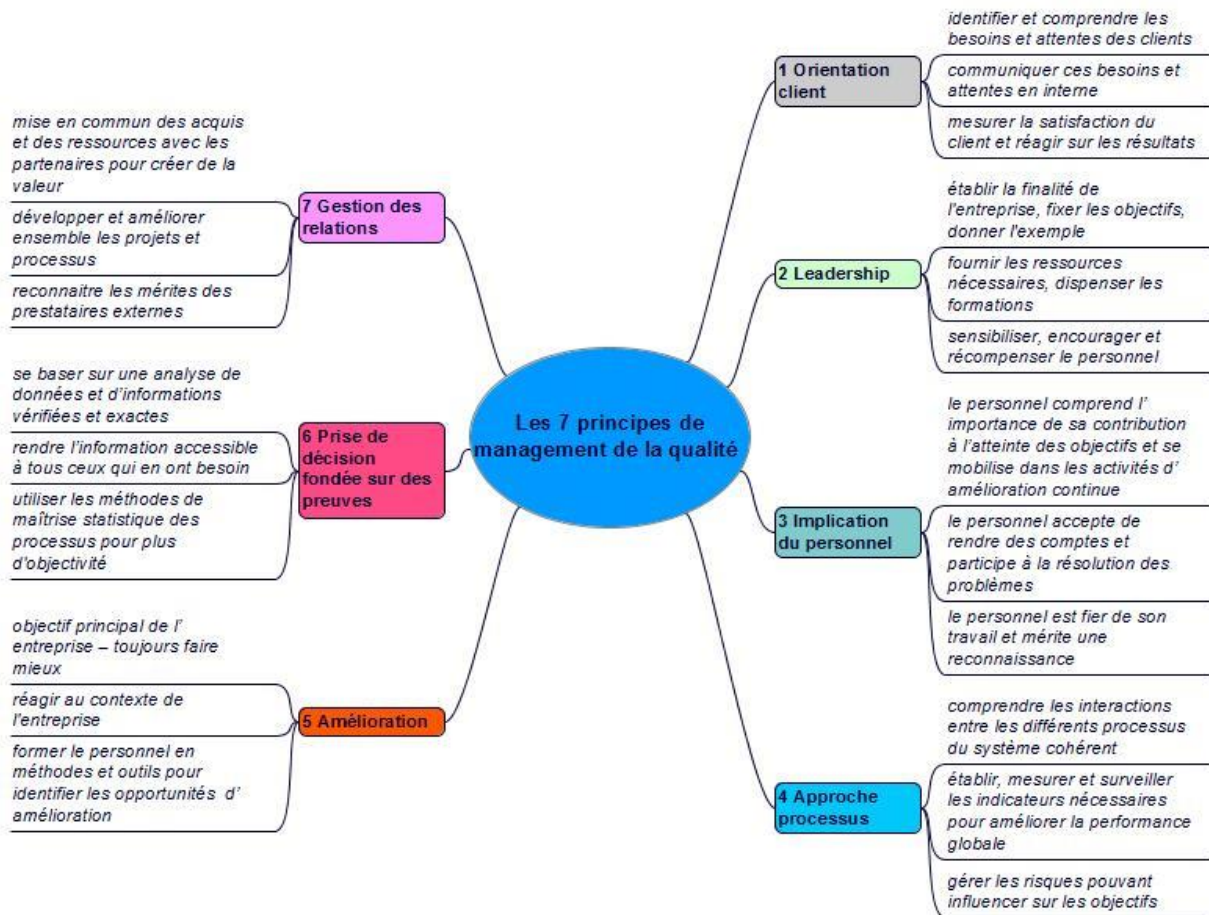 Les 7 principes de
management de la qualité
1 Orientation
client
identifier et comprendre les
besoins et attentes des clients
communiquer ces besoins et
attentes en interne
mesurer la satisfaction du
client et réagir sur les résultats
2 Leadership
établir la finalité de
l'entreprise, fixer les objectifs,
donner l'exemple
fournir les ressources
nécessaires, dispenser les
formations
sensibiliser, encourager et
récompenser le personnel
3 Implication
du personnel
le personnel comprend l’
importance de sa contribution
à l’atteinte des objectifs et se
mobilise dans les activités d’
amélioration continue
le personnel accepte de
rendre des comptes et
participe à la résolution des
problèmes
le personnel est fier de son
travail et mérite une
reconnaissance
4 Approche
processus
comprendre les interactions
entre les différents processus
du système cohérent
établir, mesurer et surveiller
les indicateurs nécessaires
pour améliorer la performance
globale
gérer les risques pouvant
influencer sur les objectifs
5 Amélioration
objectif principal de l’
entreprise – toujours faire
mieux
réagir au contexte de
l'entreprise
former le personnel en
méthodes et outils pour
identifier les opportunités d’
amélioration
6 Prise de
décision
fondée sur des
preuves
se baser sur une analyse de
données et d’informations
vérifiées et exactes
rendre l’information accessible
à tous ceux qui en ont besoin
utiliser les méthodes de
maîtrise statistique des
processus pour plus
d'objectivité
7 Gestion des
relations
mise en commun des acquis
et des ressources avec les
partenaires pour créer de la
valeur
développer et améliorer
ensemble les projets et
processus
reconnaitre les mérites des
prestataires externes